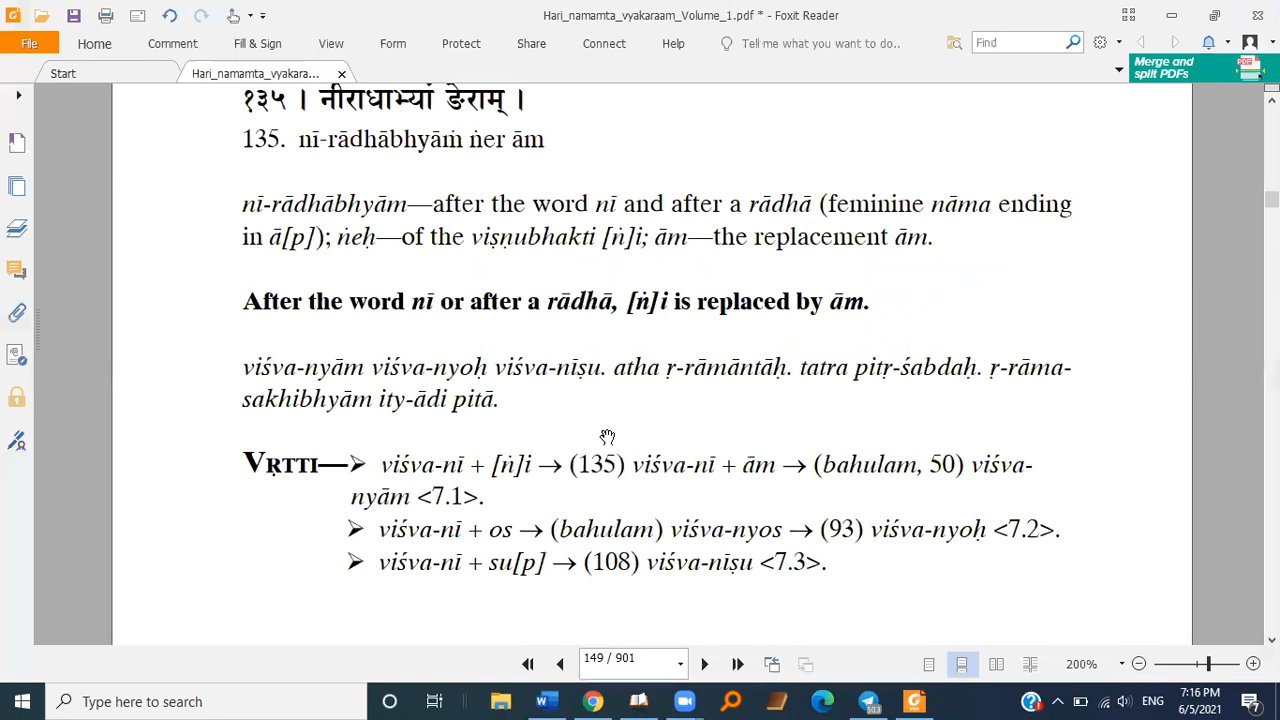 Hari_namamta_vyakaraam_Volume_1.pdf * - Foxit Reader
File Home Comment Fill & Sign View Form Protect Share Connect Help Tell me what you want to do.. Find
Start Hari_namamta_vyakara... Merge and split PDFs
१३५ । नीराधाभ्यां ङेराम् ।
135. nī-rādhābhyāṁ ṅer ām
nī-rādhābhyām—after the word nī and after a rādhā (feminine nāma ending
in ā[p]); ṅeḥ—of the viṣṇubhakti [ṅ]i; ām—the replacement ām.
After the word nī or after a rādhā, [ṅ]i is replaced by ām.
viśva-nyām viśva-nyoḥ viśva-nīṣu. atha ṛ-rāmāntāḥ. tatra pitṛ-śabdaḥ. ṛ-rāma-
sakhibhyām ity-ādi pitā.
VṚTTI—➢ viśva-nī + [ṅ]i → (135) viśva-nī + ām → (bahulam, 50) viśva-
nyām <7.1>.
➢ viśva-nī + os → (bahulam) viśva-nyos → (93) viśva-nyoḥ <7.2>.
➢ viśva-nī + su[p] → (108) viśva-nīṣu <7.3>.
149 / 901 200%
Type here to search 503 ENG 7:16 PM 6/5/2021 7